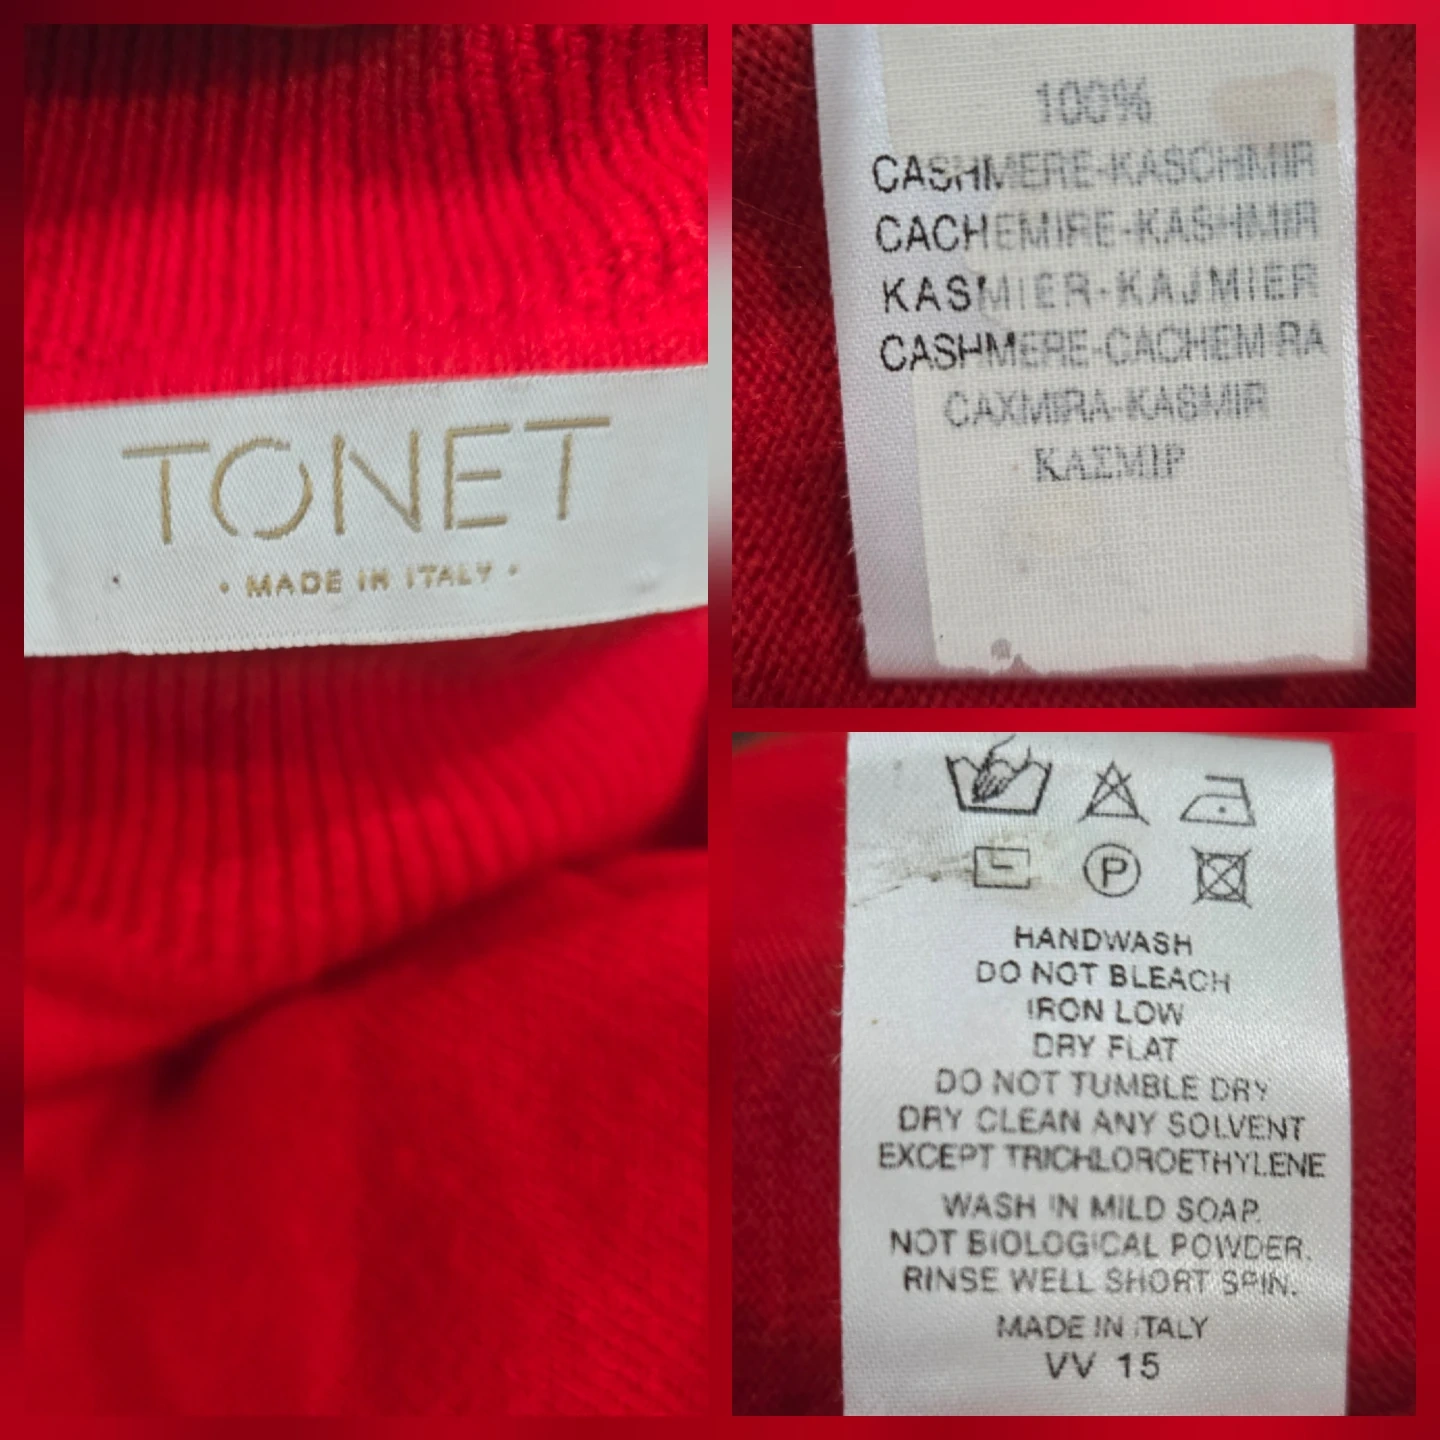 TONET
• MADE IN ITALY •
100%
CASHMERE-KASCHMIR
CACHEMIRE-KASHMIR
KASMIER-KAJMIER
CASHMERE-CACHEMIRA
CAXMIRA-KASMIR
ΚΑΣΜΙΡ
P
HANDWASH
DO NOT BLEACH
IRON LOW
DRY FLAT
DO NOT TUMBLE DRY
DRY CLEAN ANY SOLVENT
EXCEPT TRICHLOROETHYLENE
WASH IN MILD SOAP.
NOT BIOLOGICAL POWDER.
RINSE WELL SHORT SPIN.
MADE IN ITALY
VV 15